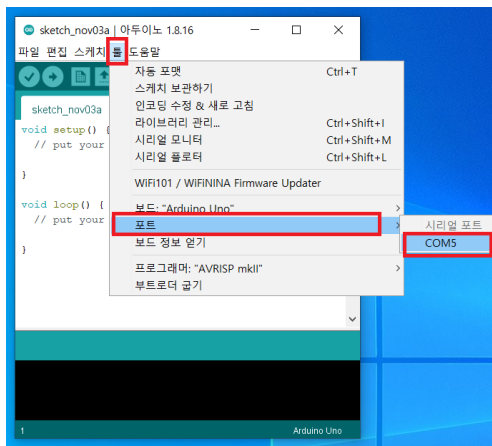 sketch_nov03a | 아두이노 1.8.16
파일 편집 스케치 툴 도움말
sketch_nov03a
void setup() {
// put your
}
void loop() {
// put your
}
자동 포맷 Ctrl+T
스케치 보관하기
인코딩 수정 & 새로 고침
라이브러리 관리... Ctrl+Shift+I
시리얼 모니터 Ctrl+Shift+M
시리얼 플로터 Ctrl+Shift+L
WiFi101 / WiFiNINA Firmware Updater
보드: "Arduino Uno"
포트
보드 정보 얻기
프로그래머: "AVRISP mkII"
부트로더 굽기
시리얼 포트
COM5
1 Arduino Uno